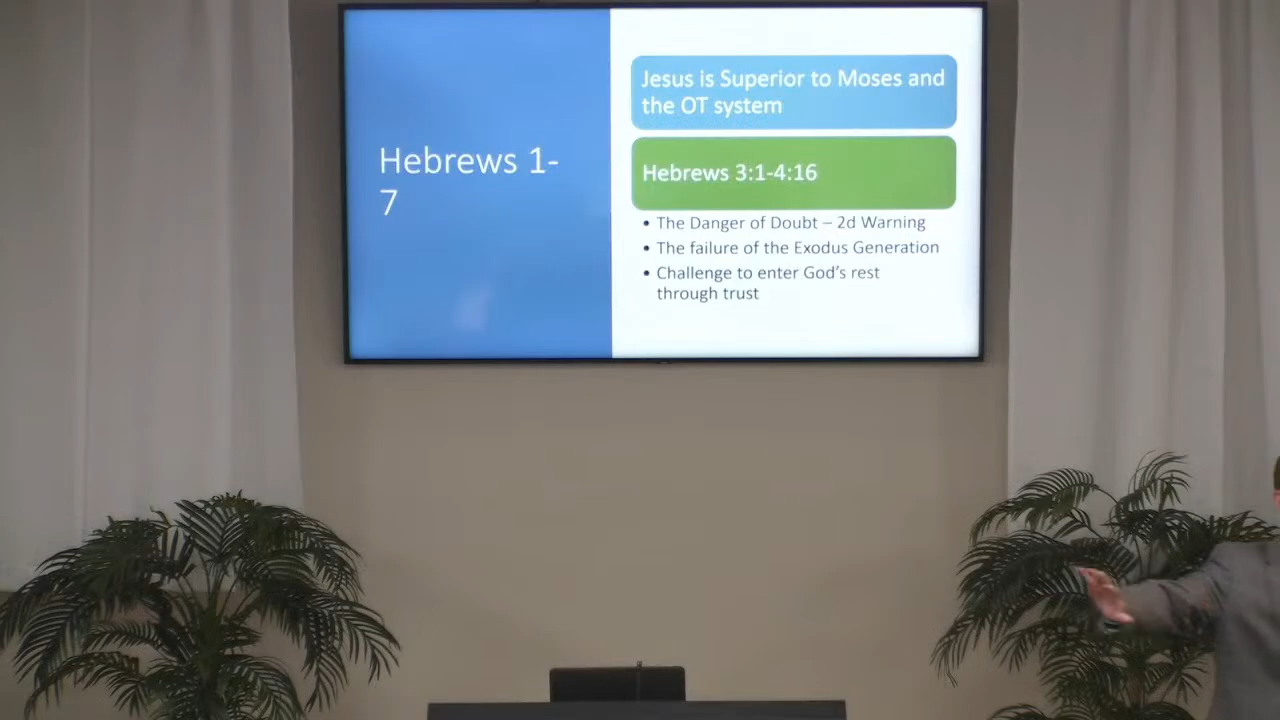 Hebrews 1-
7
Jesus is Superior to Moses and
the OT system
Hebrews 3:1-4:16
• The Danger of Doubt – 2d Warning
• The failure of the Exodus Generation
• Challenge to enter God's rest
through trust